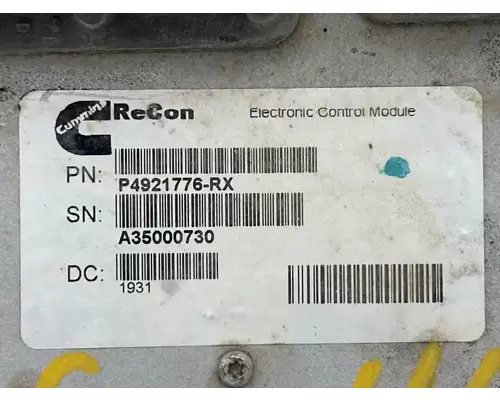 Cummins
ReCon Electronic Control Module
PN:
P4921776-RX
SN:
A35000730
DC:
1931